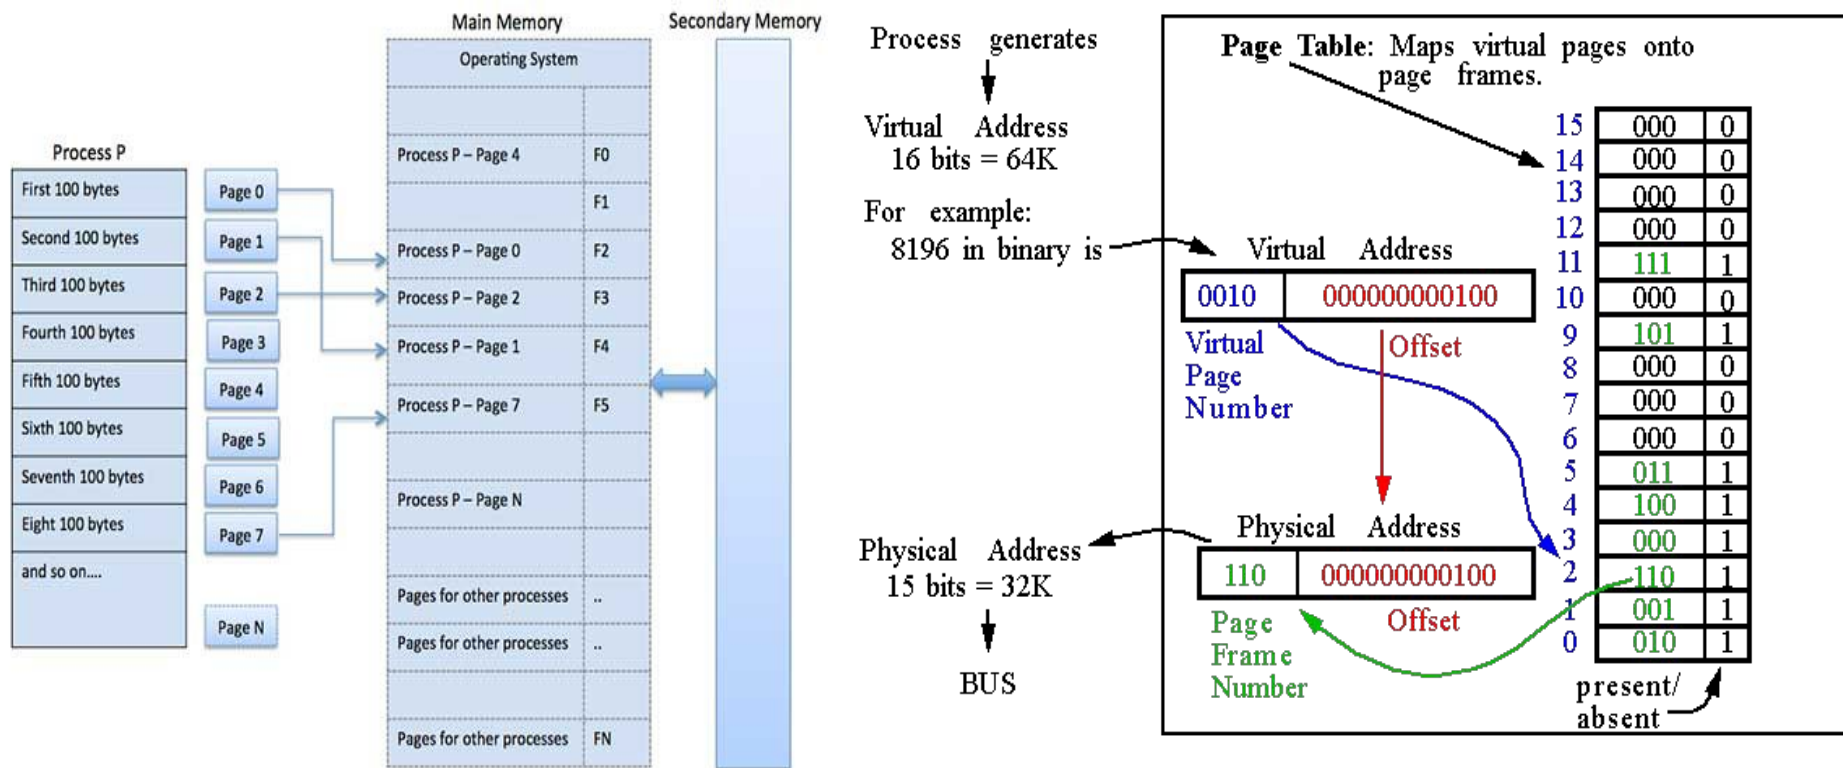 Main Memory
Secondary Memory
Operating System
Process P
First 100 bytes
Second 100 bytes
Third 100 bytes
Fourth 100 bytes
Fifth 100 bytes
Sixth 100 bytes
Seventh 100 bytes
Eight 100 bytes
and so on....
Page 0
Page 1
Page 2
Page 3
Page 4
Page 5
Page 6
Page 7
Page N
Process P – Page 4 F0
F1
Process P – Page 0 F2
Process P – Page 2 F3
Process P – Page 1 F4
Process P – Page 7 F5
Process P – Page N
Pages for other processes ..
Pages for other processes ..
Pages for other processes FN
Process generates
Virtual Address
16 bits = 64K
For example:
8196 in binary is
Physical Address
15 bits = 32K
BUS
Page Table: Maps virtual pages onto
page frames.
Virtual Address
0010 000000000100
Virtual
Page
Number
Offset
Physical Address
110 000000000100
Page
Frame
Number
Offset
15 000 0
14 000 0
13 000 0
12 000 0
11 111 1
10 000 0
9 101 1
8 000 0
7 000 0
6 000 0
5 011 1
4 100 1
3 000 1
2 110 1
1 001 1
0 010 1
present/
absent